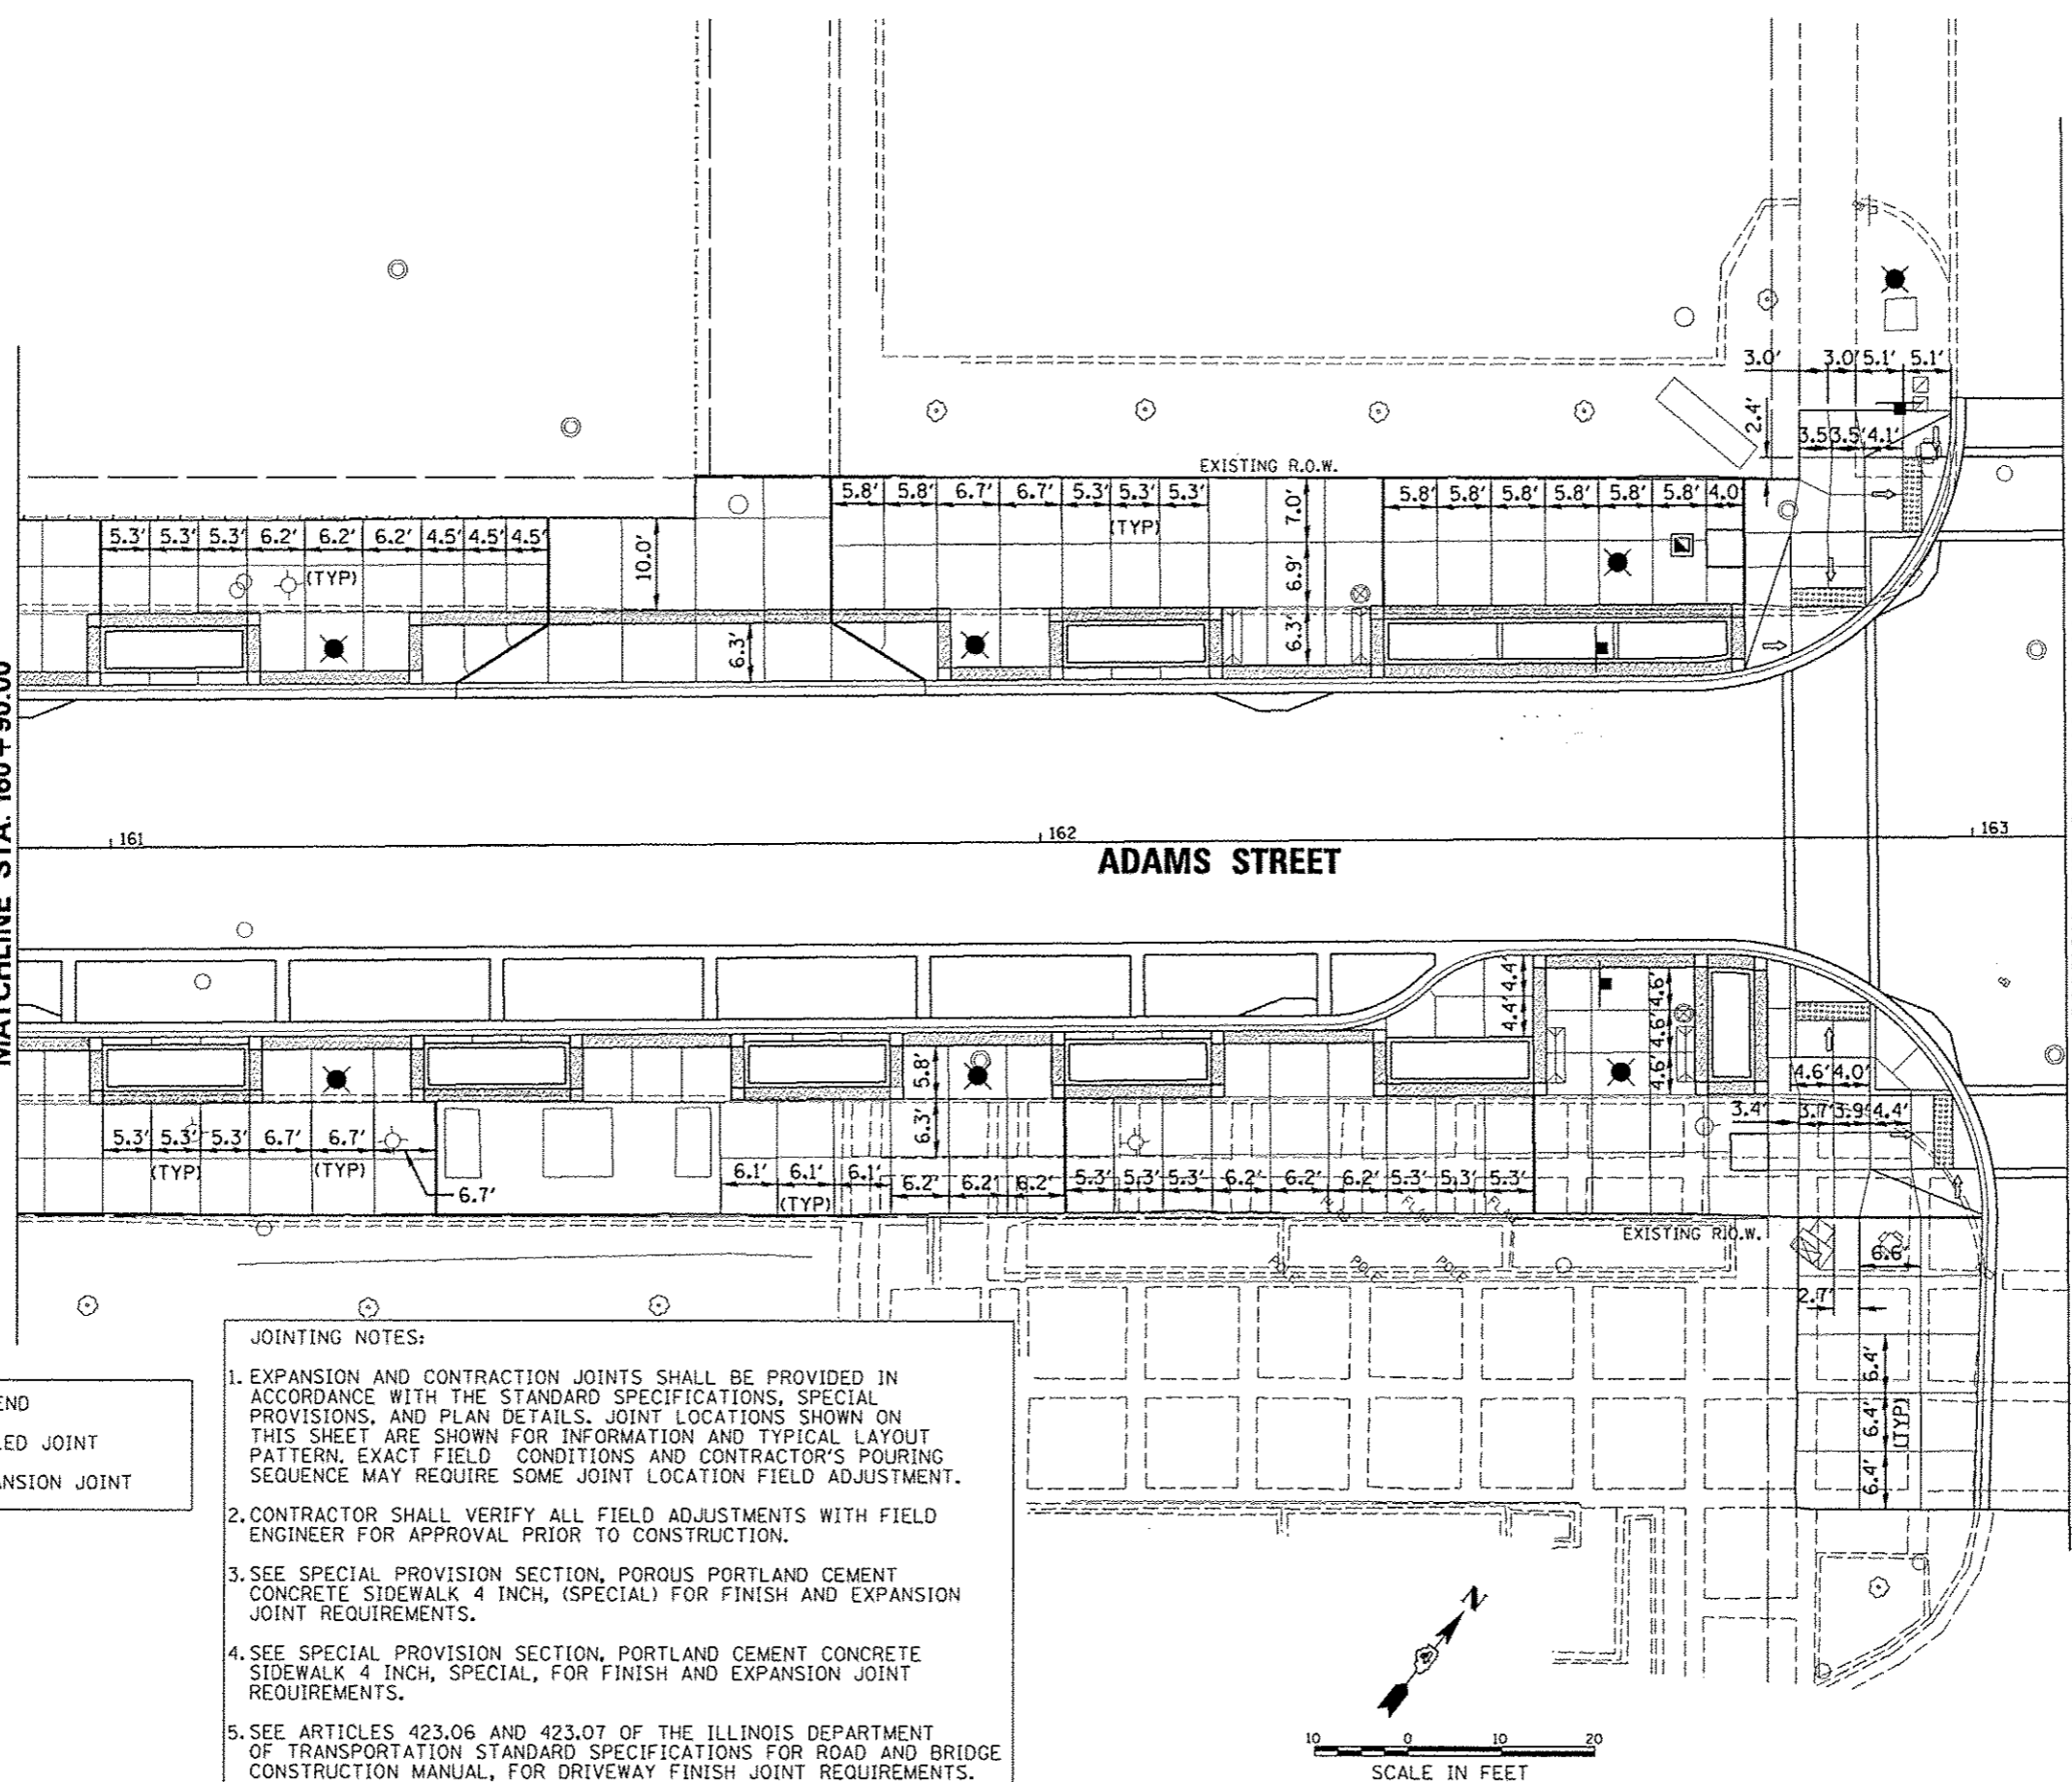 3.0' 3.0' 5.1' 5.1'
2.4'
3.5 3.5' 4.1'
EXISTING R.O.W.
5.8' 5.8' 6.7' 6.7' 5.3' 5.3' 5.3'
(TYP)
7.0'
6.9'
6.3'
5.8' 5.8' 5.8' 5.8' 5.8' 5.8' 4.0'
5.3' 5.3' 5.3' 6.2' 6.2' 6.2' 4.5' 4.5' 4.5'
(TYP)
10.0'
6.3'
MATCHLINE STA. 160+90.00
161
162
163
ADAMS STREET
4.4'
4.4'
4.6'
4.6'
4.6'
5.8'
6.3'
4.6' 4.0'
3.4' 3.7' 3.9' 4.4'
5.3' 5.3' 5.3' 6.7' 6.7'
(TYP) (TYP)
6.7'
6.1' 6.1' 6.1' 6.2' 6.2' 6.2' 5.3' 5.3' 5.3' 6.2' 6.2' 6.2' 5.3' 5.3' 5.3'
(TYP)
EXISTING R.O.W.
POLE POLE
6.6'
2.7'
6.4'
6.4'
(TYP)
6.4'
END
LED JOINT
ANSION JOINT
JOINTING NOTES:
1. EXPANSION AND CONTRACTION JOINTS SHALL BE PROVIDED IN
ACCORDANCE WITH THE STANDARD SPECIFICATIONS, SPECIAL
PROVISIONS, AND PLAN DETAILS. JOINT LOCATIONS SHOWN ON
THIS SHEET ARE SHOWN FOR INFORMATION AND TYPICAL LAYOUT
PATTERN. EXACT FIELD CONDITIONS AND CONTRACTOR'S POURING
SEQUENCE MAY REQUIRE SOME JOINT LOCATION FIELD ADJUSTMENT.
2. CONTRACTOR SHALL VERIFY ALL FIELD ADJUSTMENTS WITH FIELD
ENGINEER FOR APPROVAL PRIOR TO CONSTRUCTION.
3. SEE SPECIAL PROVISION SECTION, POROUS PORTLAND CEMENT
CONCRETE SIDEWALK 4 INCH, (SPECIAL) FOR FINISH AND EXPANSION
JOINT REQUIREMENTS.
4. SEE SPECIAL PROVISION SECTION, PORTLAND CEMENT CONCRETE
SIDEWALK 4 INCH, SPECIAL, FOR FINISH AND EXPANSION JOINT
REQUIREMENTS.
5. SEE ARTICLES 423.06 AND 423.07 OF THE ILLINOIS DEPARTMENT
OF TRANSPORTATION STANDARD SPECIFICATIONS FOR ROAD AND BRIDGE
CONSTRUCTION MANUAL, FOR DRIVEWAY FINISH JOINT REQUIREMENTS.
N
10 0 10 20
SCALE IN FEET